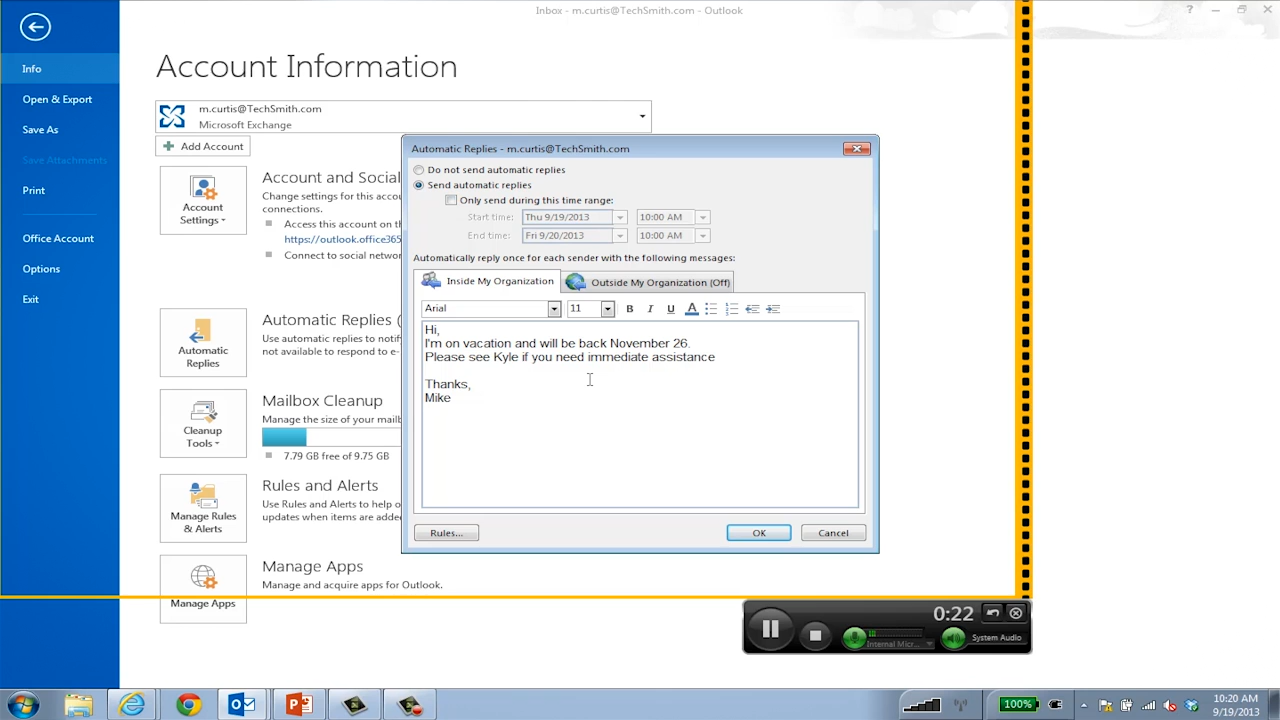 Inbox - m.curtis@TechSmith.com - Outlook
?
Info
Open & Export
Save As
Save Attachments
Print
Office Account
Options
Exit
Account Information
m.curtis@TechSmith.com
Microsoft Exchange
Add Account
Account
Settings
Account and Social
Change settings for this accou
connections.
Access this account on th
https://outlook.office365
Connect to social networ
Automatic
Replies
Automatic Replies (
Use automatic replies to notif
not available to respond to e-
Cleanup
Tools
Mailbox Cleanup
Manage the size of your mailb
7.79 GB free of 9.75 GB
Manage Rules
& Alerts
Rules and Alerts
Use Rules and Alerts to help o
updates when items are added
Manage Apps
Manage Apps
Manage and acquire apps for Outlook.
Automatic Replies - m.curtis@TechSmith.com
Do not send automatic replies
Send automatic replies
Only send during this time range:
Start time: Thu 9/19/2013 10:00 AM
End time: Fri 9/20/2013 10:00 AM
Automatically reply once for each sender with the following messages:
Inside My Organization
Outside My Organization (Off)
Arial 11 B I U A
Hi,
I'm on vacation and will be back November 26.
Please see Kyle if you need immediate assistance
Thanks,
Mike
Rules...
OK
Cancel
0:22
Internal Micr...
System Audio
100%
10:20 AM
9/19/2013